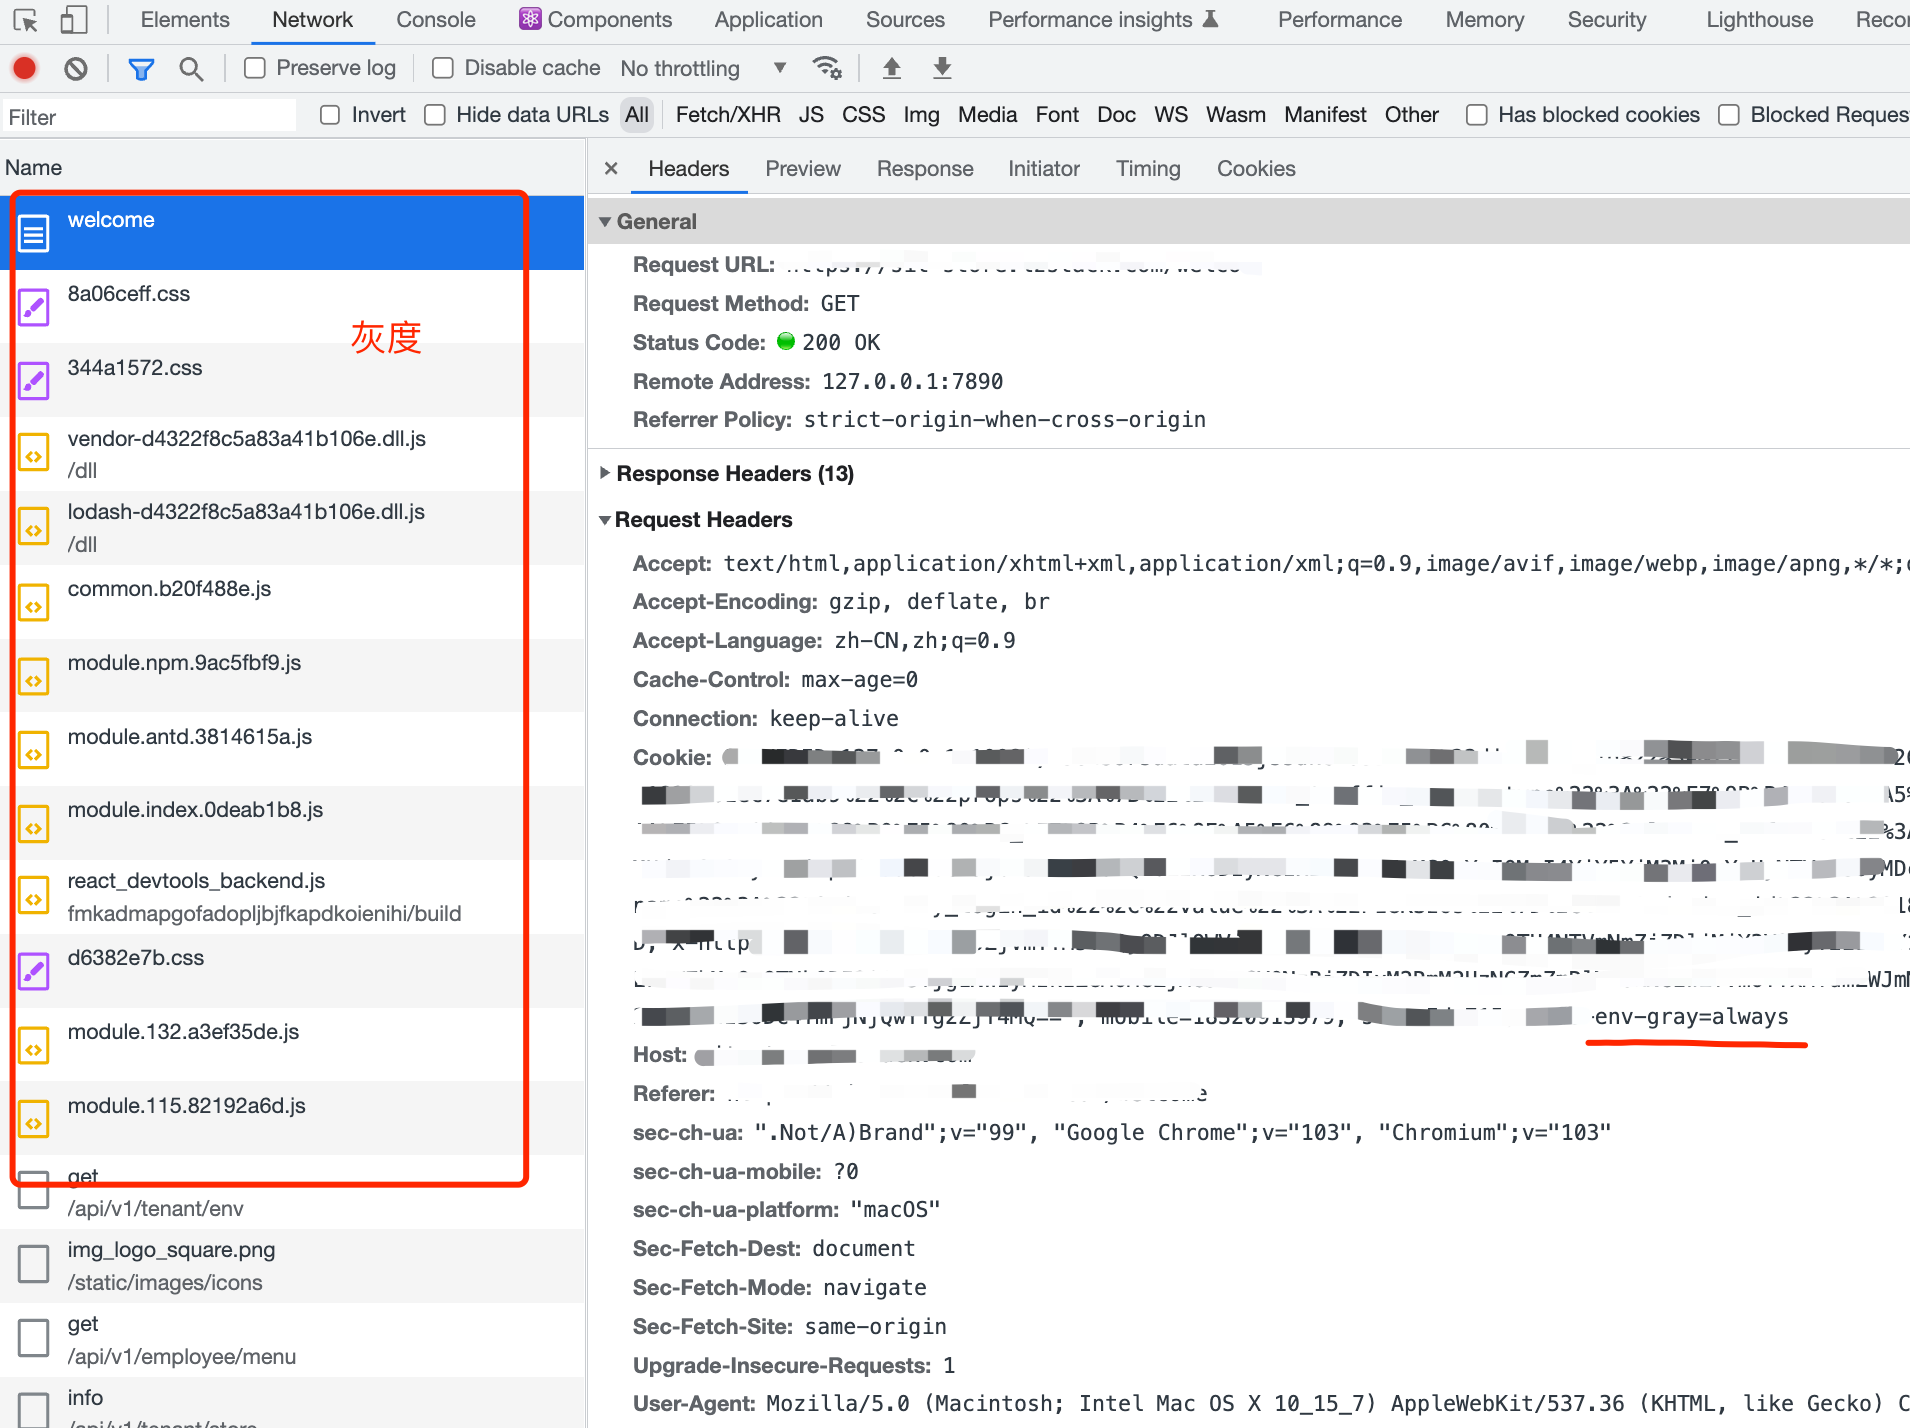 Elements Network Console Components Application Sources Performance insights Performance Memory Security Lighthouse
Preserve log Disable cache No throttling
Filter Invert Hide data URLs All Fetch/XHR JS CSS Img Media Font Doc WS Wasm Manifest Other Has blocked cookies Blocked Reques
Name
welcome
8a06ceff.css
灰度
344a1572.css
vendor-d4322f8c5a83a41b106e.dll.js
/dll
lodash-d4322f8c5a83a41b106e.dll.js
/dll
common.b20f488e.js
module.npm.9ac5fbf9.js
module.antd.3814615a.js
module.index.0deab1b8.js
react_devtools_backend.js
fmkadmapgofadopljbjfkapdkoienihi/build
d6382e7b.css
module.132.a3ef35de.js
module.115.82192a6d.js
get
/api/v1/tenant/env
img_logo_square.png
/static/images/icons
get
/api/v1/employee/menu
info
/api/v1/tenant/store
× Headers Preview Response Initiator Timing Cookies
General
Request URL:
Request Method: GET
Status Code: 200 OK
Remote Address: 127.0.0.1:7890
Referrer Policy: strict-origin-when-cross-origin
Response Headers (13)
Request Headers
Accept: text/html,application/xhtml+xml,application/xml;q=0.9,image/avif,image/webp,image/apng,*/*;
Accept-Encoding: gzip, deflate, br
Accept-Language: zh-CN,zh;q=0.9
Cache-Control: max-age=0
Connection: keep-alive
Cookie:
-env-gray=always
Host:
Referer:
sec-ch-ua: ".Not/A)Brand";v="99", "Google Chrome";v="103", "Chromium";v="103"
sec-ch-ua-mobile: ?0
sec-ch-ua-platform: "macOS"
Sec-Fetch-Dest: document
Sec-Fetch-Mode: navigate
Sec-Fetch-Site: same-origin
Upgrade-Insecure-Requests: 1
User-Agent: Mozilla/5.0 (Macintosh; Intel Mac OS X 10_15_7) AppleWebKit/537.36 (KHTML, like Gecko) C